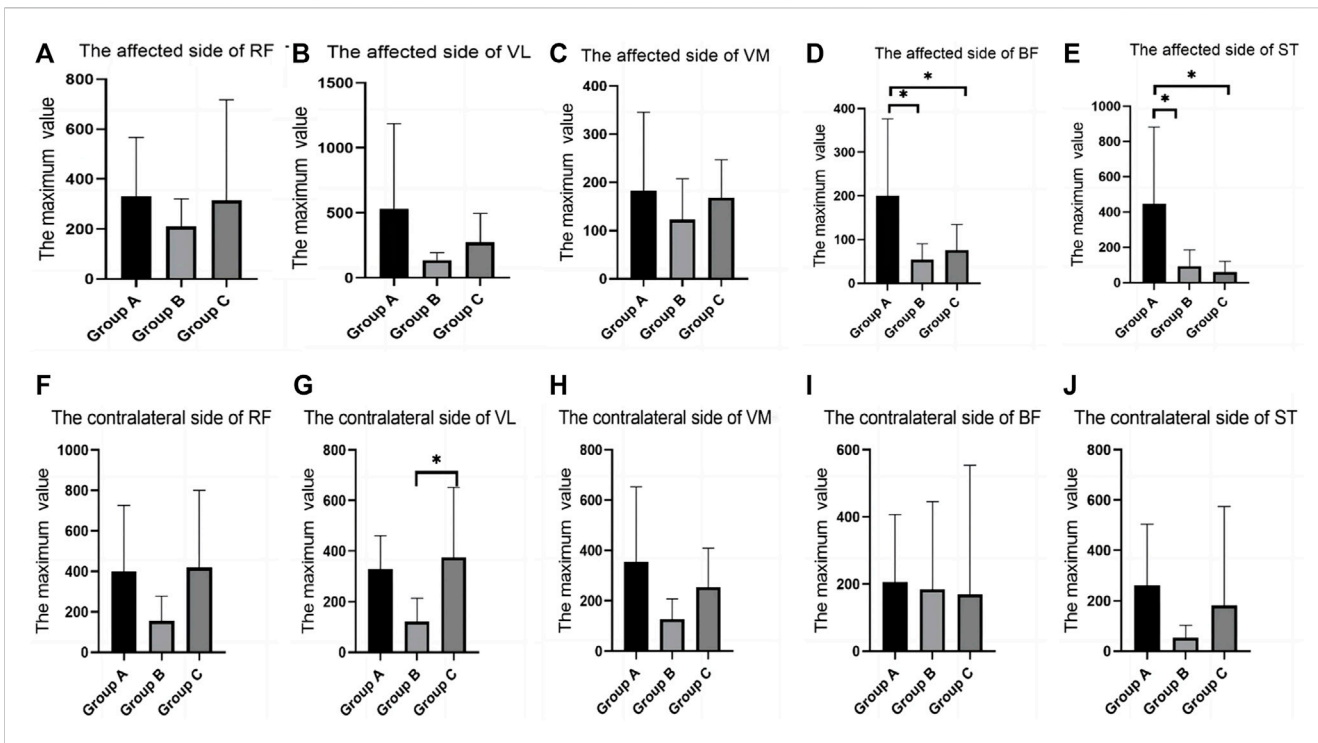 A The affected side of RF
The maximum value
800
600
400
200
0
Group A Group B Group C
B The affected side of VL
The maximum value
1500
1000
500
0
Group A Group B Group C
C The affected side of VM
The maximum value
400
300
200
100
0
Group A Group B Group C
D The affected side of BF
The maximum value
*
*
400
300
200
100
0
Group A Group B Group C
E The affected side of ST
The maximum value
*
*
1000
800
600
400
200
0
Group A Group B Group C
F
The contralateral side of RF
The maximum value
1000
800
600
400
200
0
Group A Group B Group C
G
The contralateral side of VL
The maximum value
*
800
600
400
200
0
Group A Group B Group C
H
The contralateral side of VM
The maximum value
800
600
400
200
0
Group A Group B Group C
I
The contralateral side of BF
The maximum value
600
400
200
0
Group A Group B Group C
J
The contralateral side of ST
The maximum value
800
600
400
200
0
Group A Group B Group C